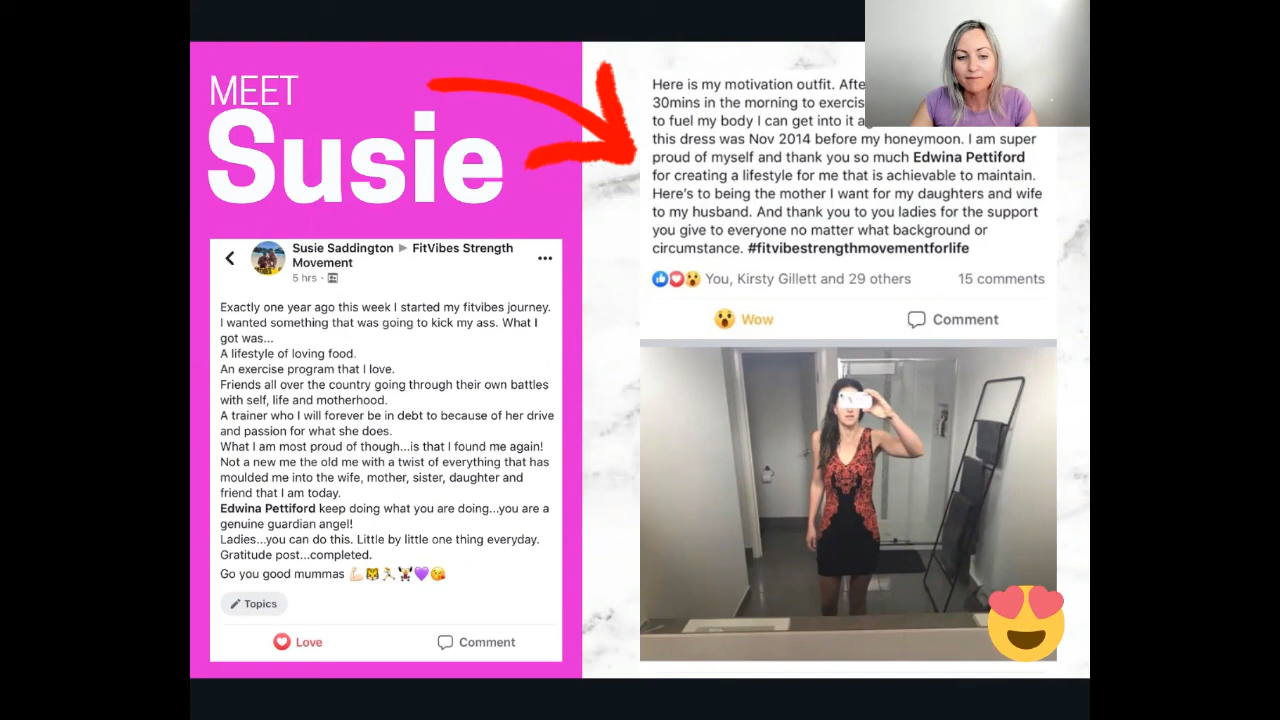 MEET
Susie
Susie Saddington ▶ FitVibes Strength
Movement
5 hrs ·
Exactly one year ago this week I started my fitvibes journey.
I wanted something that was going to kick my ass. What I
got was...
A lifestyle of loving food.
An exercise program that I love.
Friends all over the country going through their own battles
with self, life and motherhood.
A trainer who I will forever be in debt to because of her drive
and passion for what she does.
What I am most proud of though...is that I found me again!
Not a new me the old me with a twist of everything that has
moulded me into the wife, mother, sister, daughter and
friend that I am today.
Edwina Pettiford keep doing what you are doing...you are a
genuine guardian angel!
Ladies...you can do this. Little by little one thing everyday.
Gratitude post...completed.
Go you good mummas 💪🏻🐯🏃🏋💜😘
Topics
Love
Comment
Here is my motivation outfit.
30mins in the morning to
to fuel my body I can get into it
this dress was Nov 2014 before my honeymoon. I am super
proud of myself and thank you so much Edwina Pettiford
for creating a lifestyle for me that is achievable to maintain.
Here's to being the mother I want for my daughters and wife
to my husband. And thank you to you ladies for the support
you give to everyone no matter what background or
circumstance. #fitvibestrengthmovementforlife
You, Kirsty Gillett and 29 others
15 comments
Wow
Comment